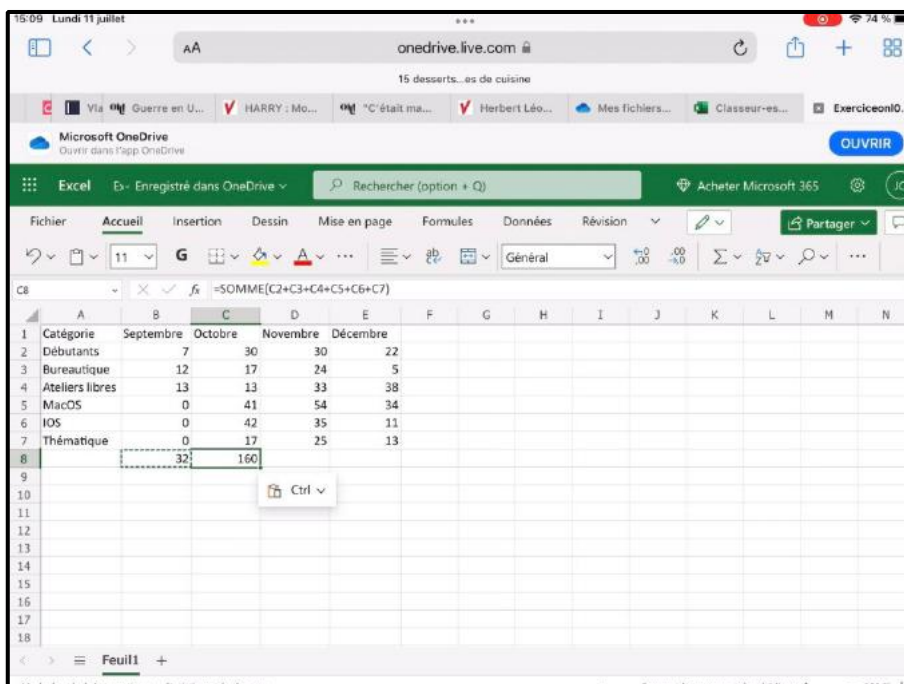 15:09 Lundi 11 juillet
74 %
AA onedrive.live.com
15 desserts...es de cuisine
Via Guerre en U... HARRY : Mo... "C'était ma... Herbert Léo... Mes fichiers... Classeur-es... Exerciceonl0.
Microsoft OneDrive
Ouvrir dans l'app OneDrive
OUVRIR
Excel Ex- Enregistré dans OneDrive Rechercher (option + Q) Acheter Microsoft 365 JC
Fichier Accueil Insertion Dessin Mise en page Formules Données Révision Partager
11 G A ab Général
C8 fx =SOMME(C2+C3+C4+C5+C6+C7)
A B C D E F G H I J K L M N
1 Catégorie Septembre Octobre Novembre Décembre
2 Débutants 7 30 30 22
3 Bureautique 12 17 24 5
4 Ateliers libres 13 13 33 38
5 MacOS 0 41 54 34
6 IOS 0 42 35 11
7 Thématique 0 17 25 13
8 32 160
9
10 Ctrl
11
12
13
14
15
16
17
18
Feuil1 +